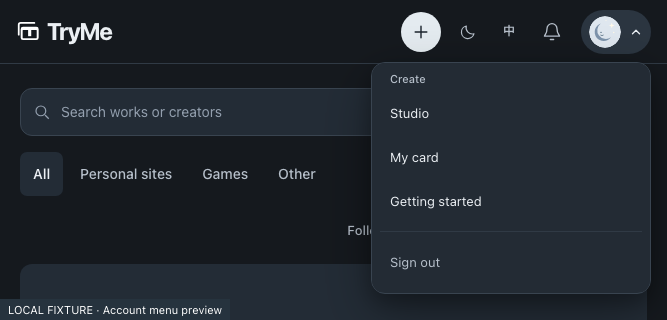 TryMe
中
Search works or creators
All
Personal sites
Games
Other
Create
Studio
My card
Getting started
Sign out
LOCAL FIXTURE · Account menu preview